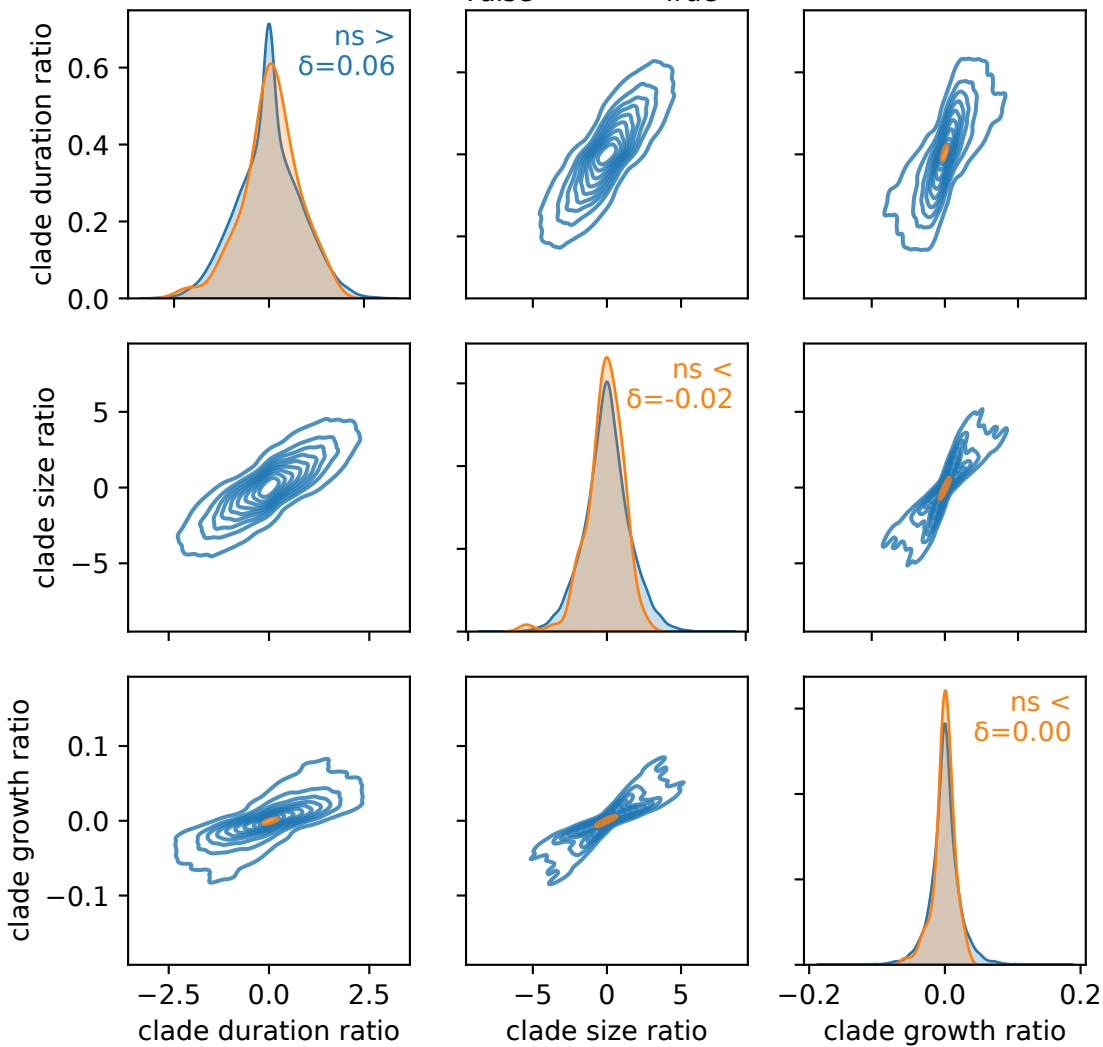 clade duration ratio
0.6
0.4
0.2
0.0
ns >
δ=0.06
clade size ratio
5
0
−5
ns <
δ=-0.02
clade growth ratio
0.1
0.0
−0.1
ns <
δ=0.00
−2.5 0.0 2.5
−5 0 5
−0.2 0.0 0.2
clade duration ratio
clade size ratio
clade growth ratio